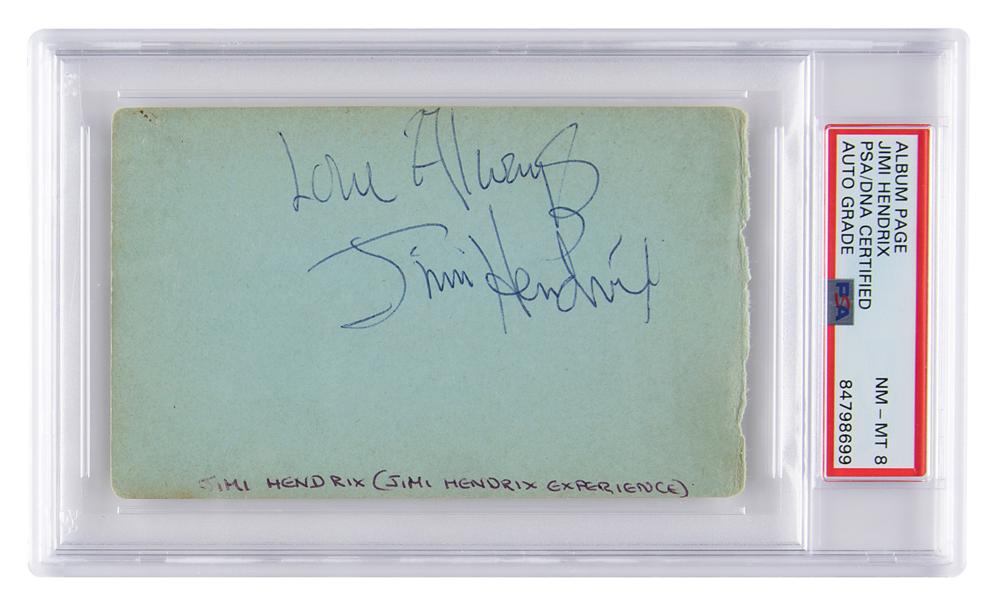 Love Always
Jimi Hendrix
JIMI HENDRIX (JIMI HENDRIX EXPERIENCE)
ALBUM PAGE
JIMI HENDRIX
PSA/DNA CERTIFIED
AUTO GRADE
PSA
NM – MT 8
84798699